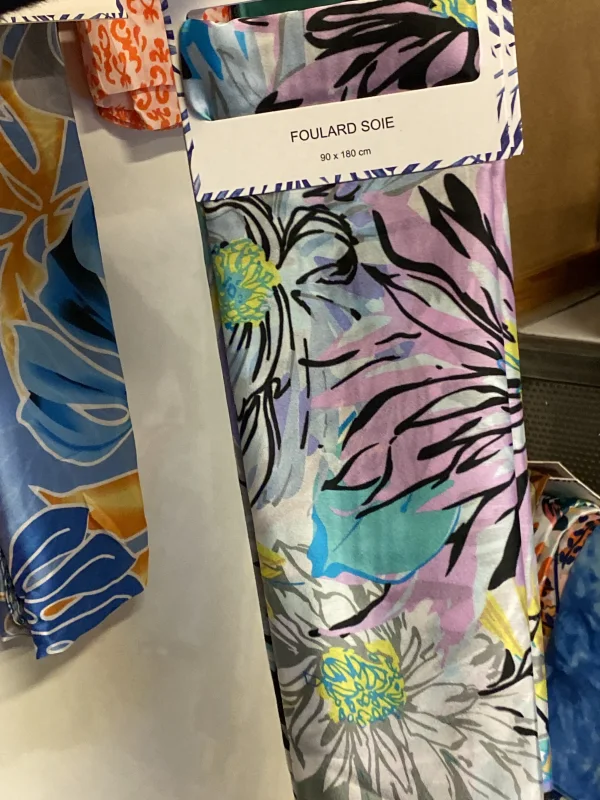 FOULARD SOIE
90 x 180 cm